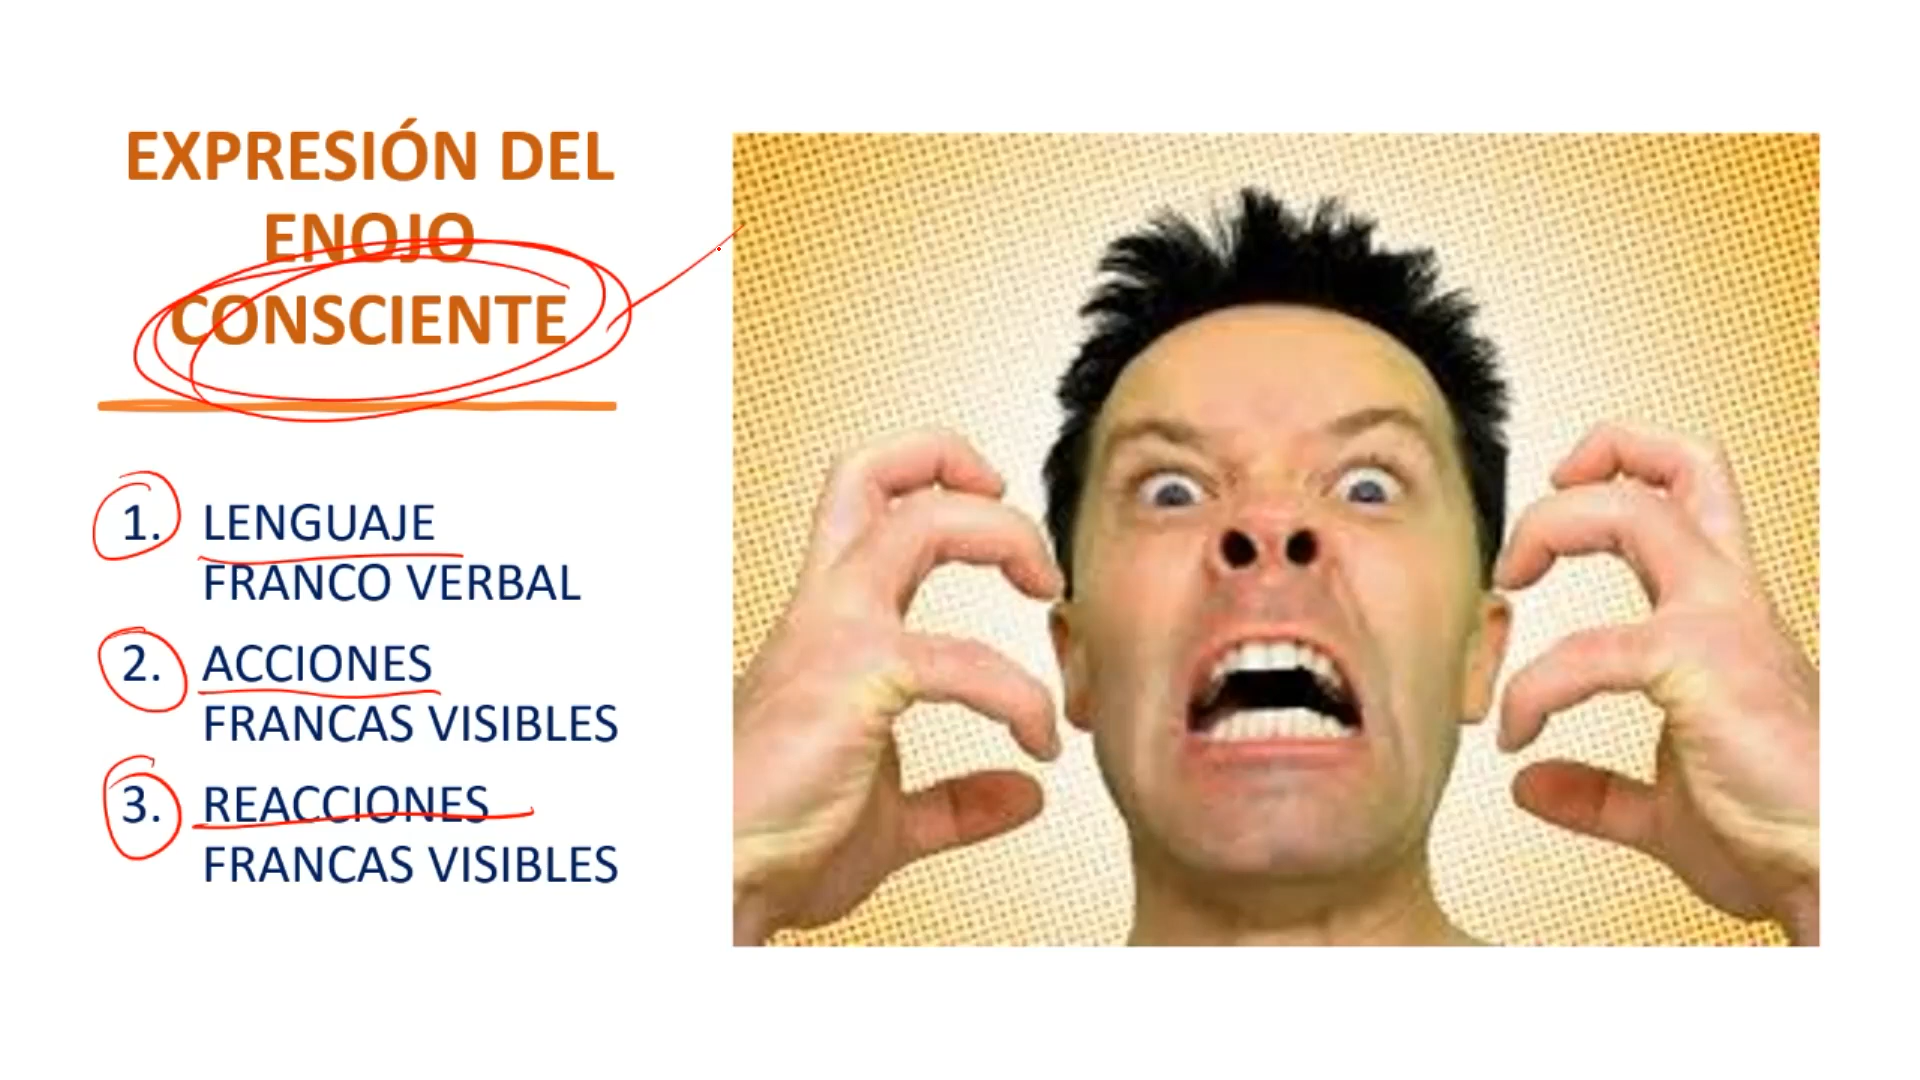 EXPRESIÓN DEL
ENOJO
CONSCIENTE
1. LENGUAJE
FRANCO VERBAL
2. ACCIONES
FRANCAS VISIBLES
3. REACCIONES
FRANCAS VISIBLES